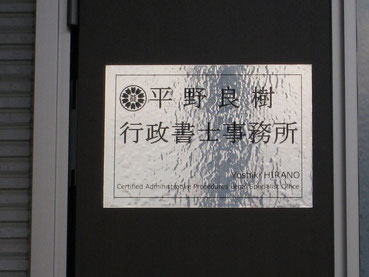 平野良樹
行政書士事務所
Yoshiki HIRANO
Certified Administrative Procedures Legal Specialist Office